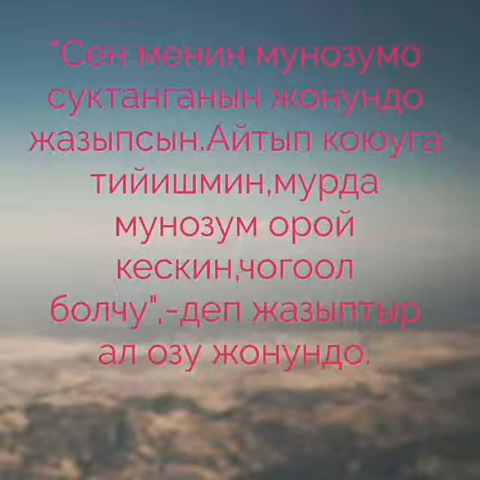 "Сен менин мунозумо
суктанганын жонундо
жазыпсын.Айтып коюуга
тийишмин,мурда
мунозум орой
кескин,чогоол
болчу",-деп жазыптыр
ал озу жонундо.